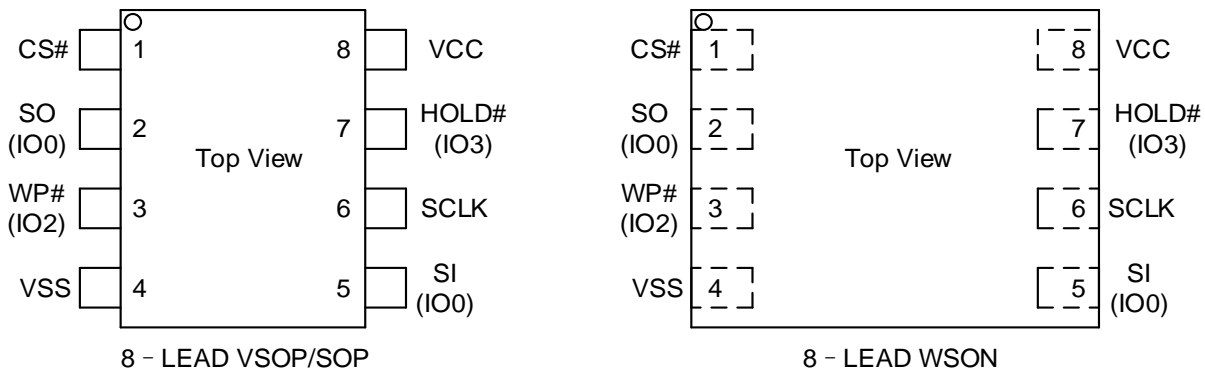 CS#
1
8
VCC
SO
(IO0)
2
7
HOLD#
(IO3)
Top View
WP#
(IO2)
3
6
SCLK
VSS
4
5
SI
(IO0)
8 – LEAD VSOP/SOP
CS#
1
8
VCC
SO
(IO0)
2
7
HOLD#
(IO3)
Top View
WP#
(IO2)
3
6
SCLK
VSS
4
5
SI
(IO0)
8 – LEAD WSON